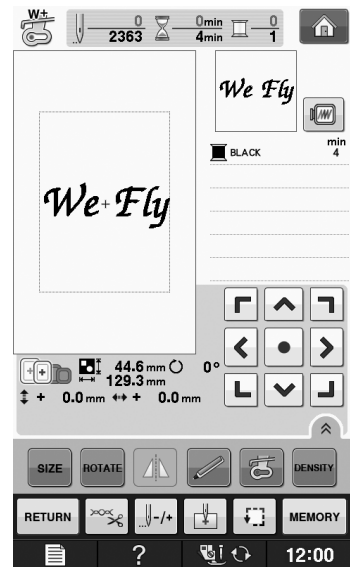 W+
0 0min 0
2363 4min 1
We Fly
min
BLACK 4
We Fly
44.6 mm 0°
129.3 mm
+ 0.0 mm + 0.0 mm
SIZE ROTATE DENSITY
RETURN -/+ MEMORY
? 12:00